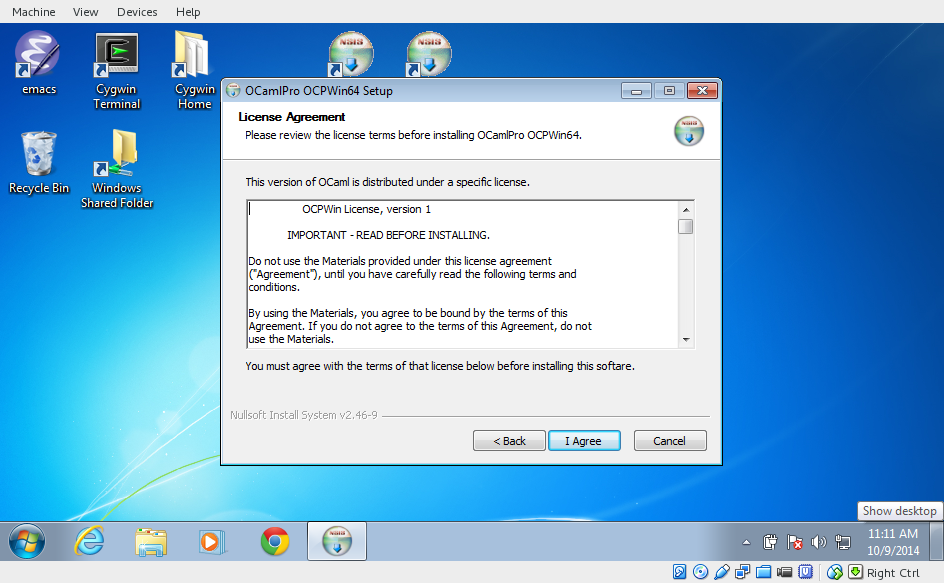 Machine View Devices Help
emacs
Cygwin
Terminal
Cygwin
Home
Recycle Bin
Windows
Shared Folder
OCamlPro OCPWin64 Setup
License Agreement
Please review the license terms before installing OCamlPro OCPWin64.
This version of OCaml is distributed under a specific license.
OCPWin License, version 1
IMPORTANT - READ BEFORE INSTALLING.
Do not use the Materials provided under this license agreement
("Agreement"), until you have carefully read the following terms and
conditions.
By using the Materials, you agree to be bound by the terms of this
Agreement. If you do not agree to the terms of this Agreement, do not
use the Materials.
You must agree with the terms of that license below before installing this softare.
Nullsoft Install System v2.46-9
< Back I Agree Cancel
Show desktop
11:11 AM
10/9/2014
Right Ctrl